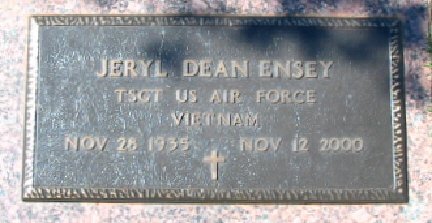 JERYL DEAN ENSEY
TSGT US AIR FORCE
VIETNAM
NOV 28 1935 NOV 12 2000